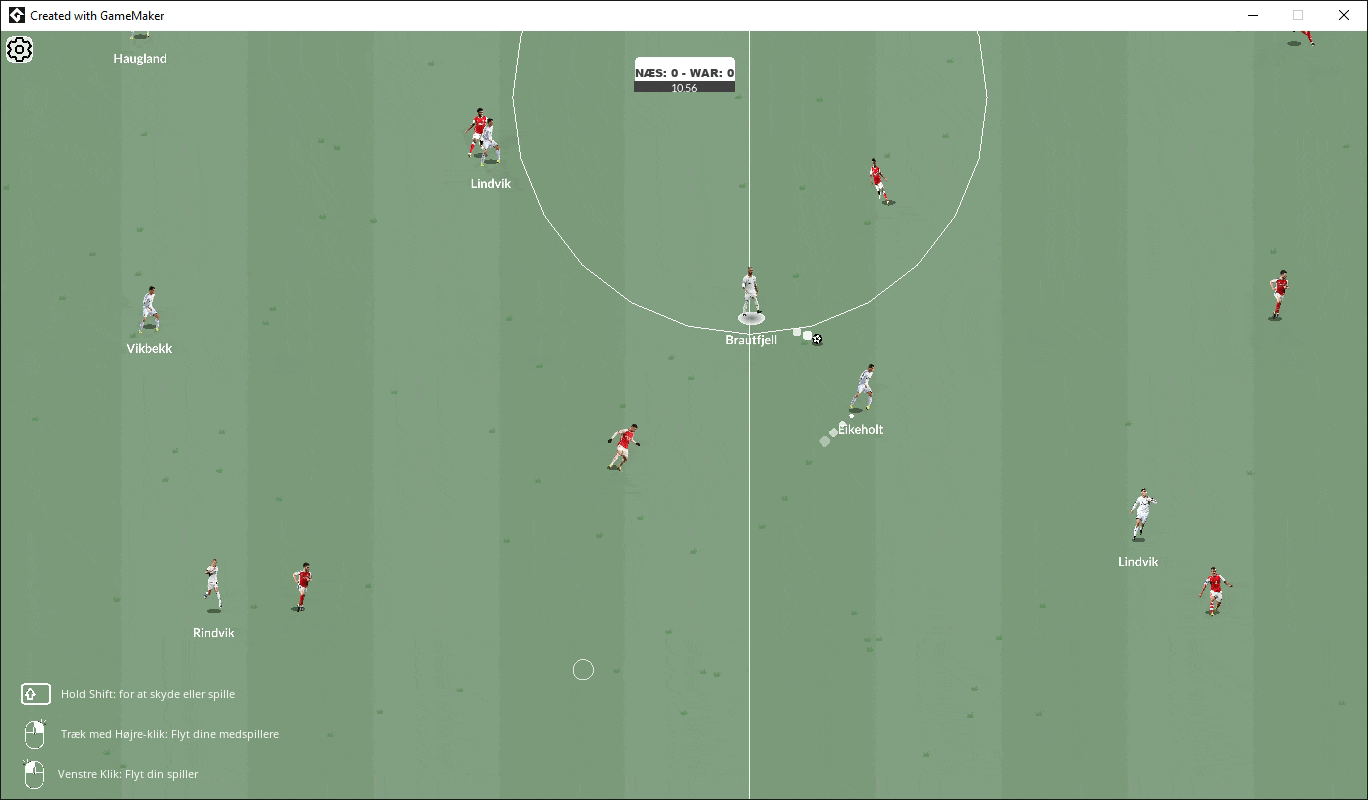 Created with GameMaker
Haugland
NÆS: 0 - WAR: 0
10.56
Lindvik
Brautfjell
Vikbekk
Eikeholt
Lindvik
Rindvik
Hold Shift: for at skyde eller spille
Træk med Højre-klik: Flyt dine medspillere
Venstre Klik: Flyt din spiller